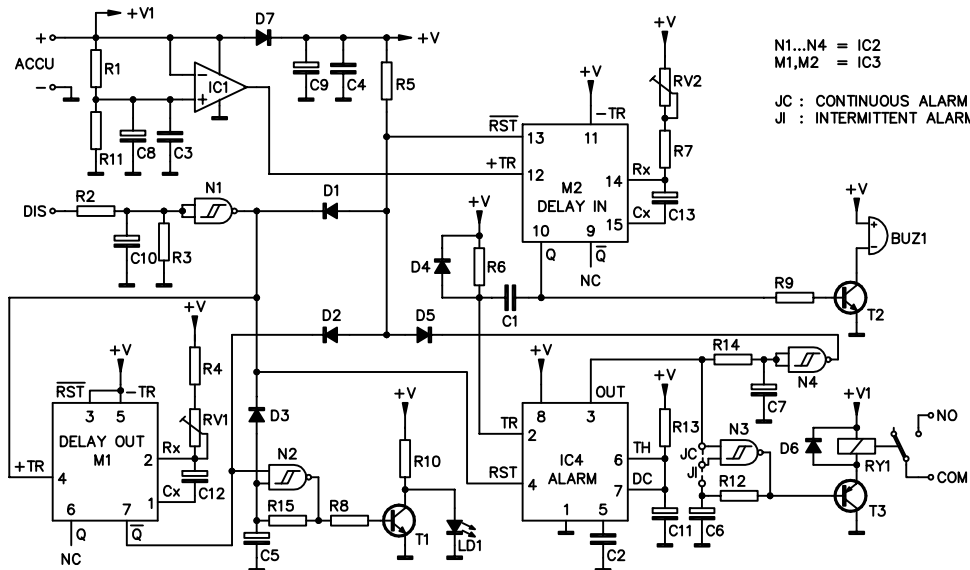 +V1
D7
+V
+
ACCU
-
R1
R11
C8
C3
IC1
-
+
C9
C4
R5
+V
RV2
N1...N4 = IC2
M1,M2 = IC3
JC : CONTINUOUS ALARM
JI : INTERMITTENT ALARM
RST
13
11
-TR
R7
+TR
12
M2
DELAY IN
14
Rx
15
Cx
C13
10
9
Q
Q
NC
DIS
R2
N1
D1
C10
R3
+V
D4
R6
C1
R9
T2
+V
+
-
BUZ1
D2
D5
R14
N4
C7
+V
R4
RV1
+V
RST
-TR
3
5
DELAY OUT
M1
Rx
2
Cx
1
C12
+TR
4
6
7
Q
Q
NC
D3
N2
R15
R8
C5
+V
R10
T1
LD1
+V
8
3
OUT
TR
2
RST
4
IC4
ALARM
6
TH
7
DC
1
5
C2
+V
R13
C11
JC
JI
N3
R12
C6
+V1
D6
RY1
T3
NO
COM